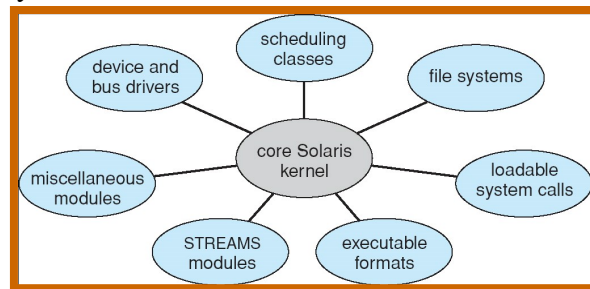 scheduling
classes
device and
bus drivers
file systems
core Solaris
kernel
miscellaneous
modules
loadable
system calls
STREAMS
modules
executable
formats